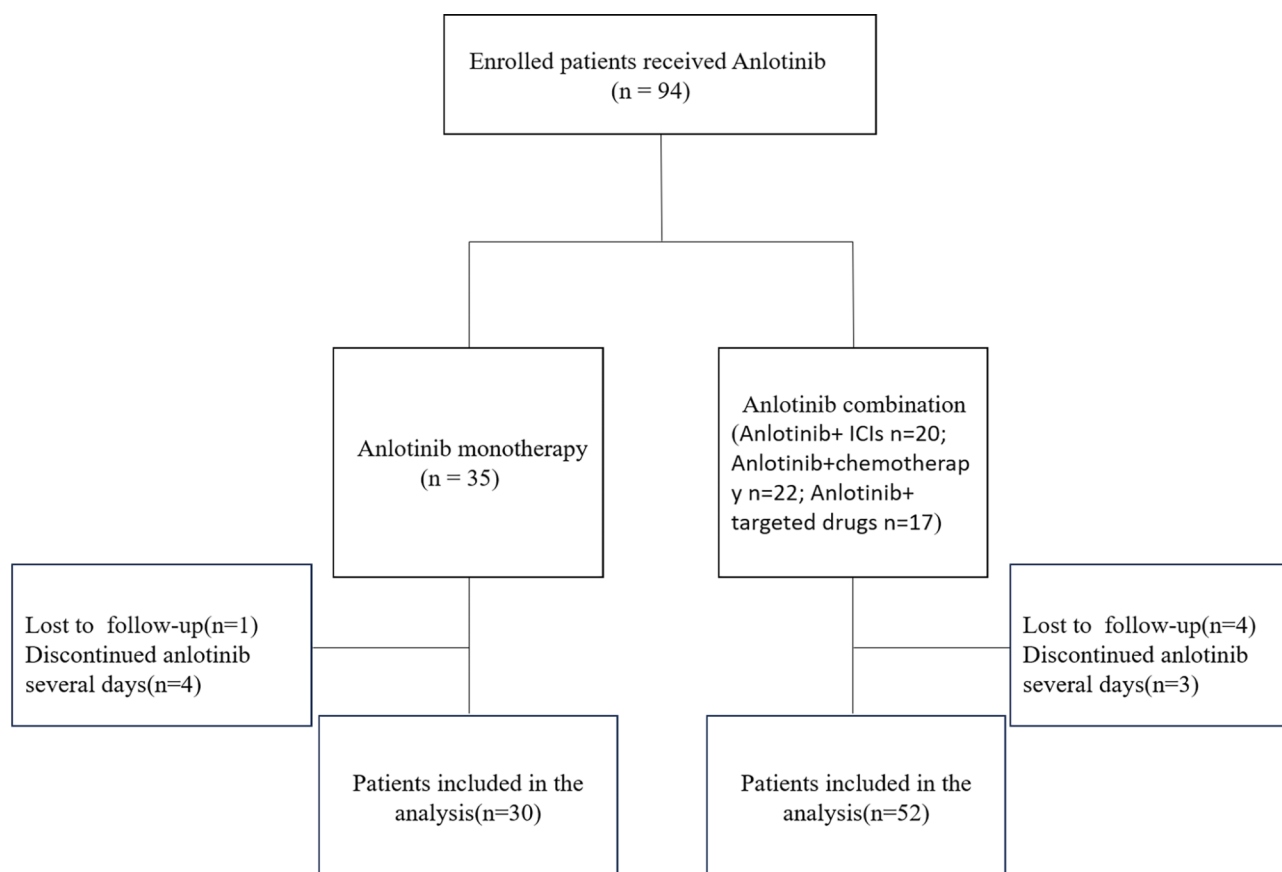 Enrolled patients received Anlotinib
(n = 94)
Anlotinib monotherapy
(n = 35)
Anlotinib combination
(Anlotinib+ ICIs n=20;
Anlotinib+chemotherap
y n=22; Anlotinib+
targeted drugs n=17)
Lost to follow-up(n=1)
Discontinued anlotinib
several days(n=4)
Lost to follow-up(n=4)
Discontinued anlotinib
several days(n=3)
Patients included in the
analysis(n=30)
Patients included in the
analysis(n=52)